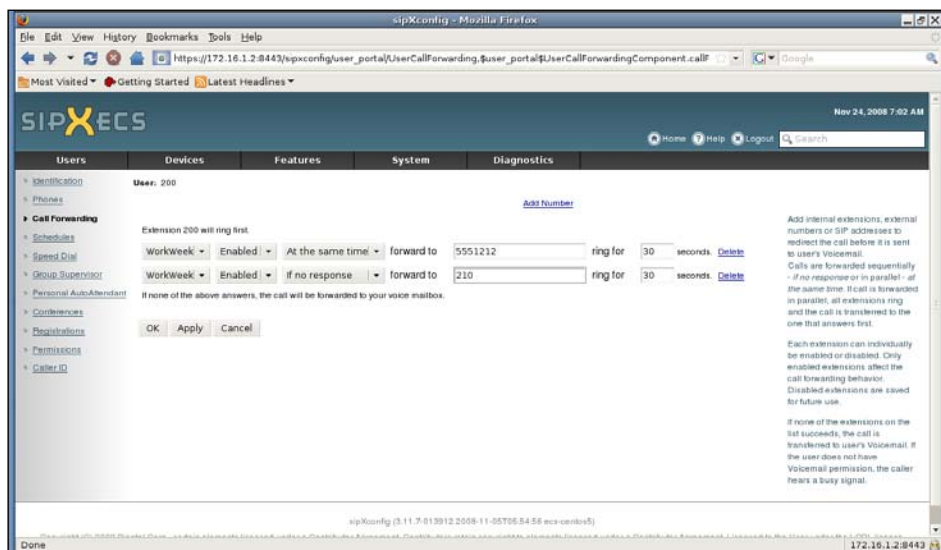 sipXconfig - Mozilla Firefox
File Edit View History Bookmarks Tools Help
https://172.16.1.2:8443/sipxconfig/user_portal/UserCallForwarding,$user_portal$UserCallForwardingComponent.callF
Google
Most Visited Getting Started Latest Headlines
SIPXECS
Nov 24, 2008 7:02 AM
Home Help Logout Search
Users Devices Features System Diagnostics
Identification
Phones
Call Forwarding
Schedules
Speed Dial
Group Supervisor
Personal AutoAttendant
Conferences
Registrations
Permissions
Caller ID
User: 200
Add Number
Extension 200 will ring first.
WorkWeek Enabled At the same time forward to 5551212 ring for 30 seconds. Delete
WorkWeek Enabled If no response forward to 210 ring for 30 seconds. Delete
If none of the above answers, the call will be forwarded to your voice mailbox.
OK Apply Cancel
Add internal extensions, external
numbers or SIP addresses to
redirect the call before it is sent
to user's Voicemail.
Calls are forwarded sequentially
- if no response or in parallel - at
the same time. If call is forwarded
in parallel, all extensions ring
and the call is transferred to the
one that answers first.
Each extension can individually
be enabled or disabled. Only
enabled extensions affect the
call forwarding behavior.
Disabled extensions are saved
for future use.
If none of the extensions on the
list succeeds, the call is
transferred to user's Voicemail. If
the user does not have
Voicemail permission, the caller
hears a busy signal.
sipXconfig (3.11.7-013912 2008-11-05T05:54:56 ecs-centos5)
Done
172.16.1.2:8443